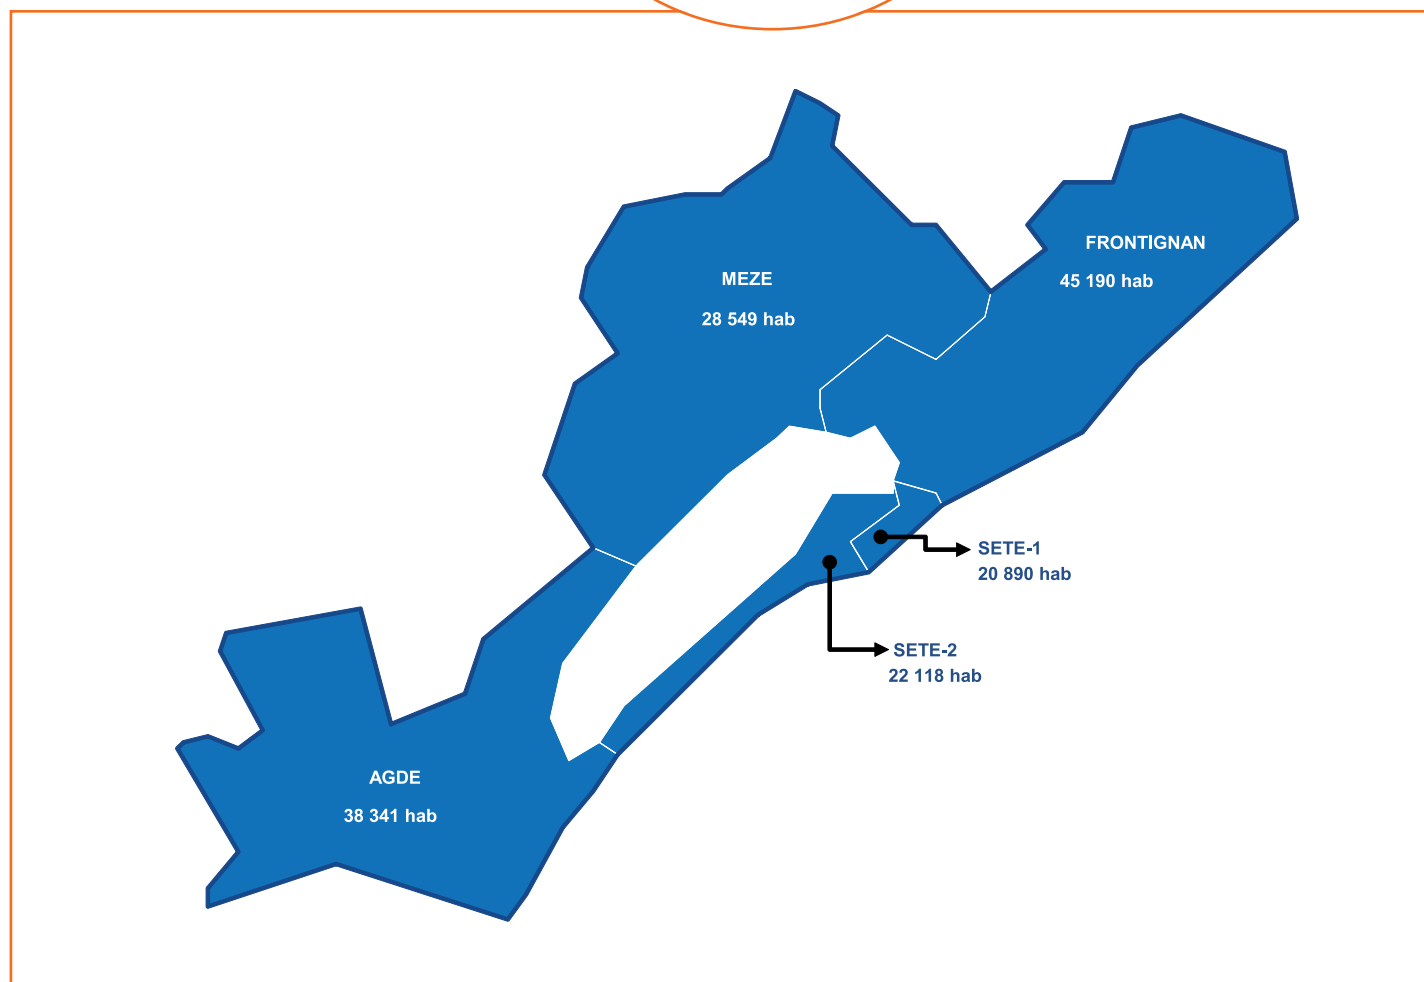 FRONTIGNAN
45 190 hab
MEZE
28 549 hab
SETE-1
20 890 hab
SETE-2
22 118 hab
AGDE
38 341 hab